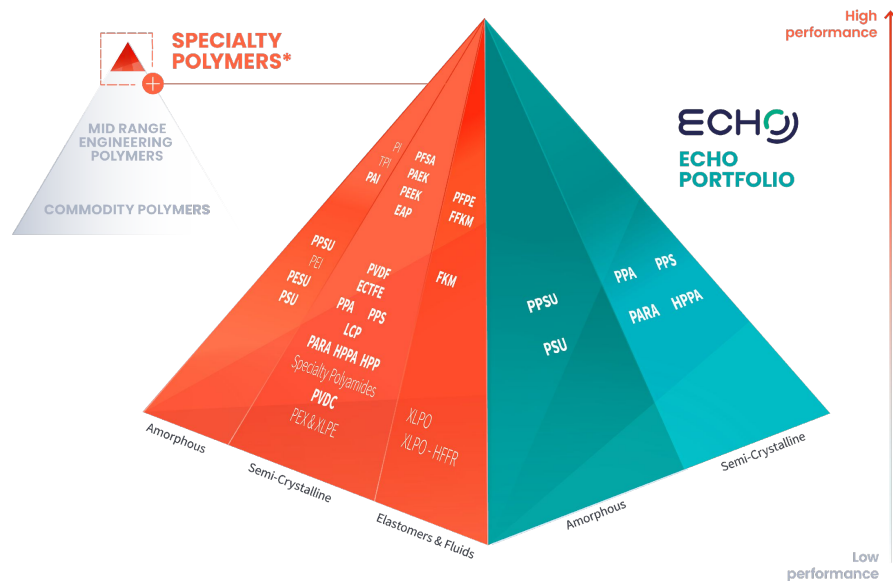 High
performance
SPECIALTY
POLYMERS*
MID RANGE
ENGINEERING
POLYMERS
COMMODITY POLYMERS
ECHO
ECHO
PORTFOLIO
PI
TPI
PAI
PFSA
PAEK
PEEK
EAP
PFPE
FFKM
PPSU
PEI
PESU
PSU
PVDF
ECTFE
PPA PPS
LCP
PARA HPPA HPP
Specialty Polyamides
PVDC
PEX & XLPE
FKM
XLPO
XLPO - HFFR
PPSU
PSU
PPA PPS
PARA HPPA
Amorphous
Semi-Crystalline
Elastomers & Fluids
Amorphous
Semi-Crystalline
Low
performance